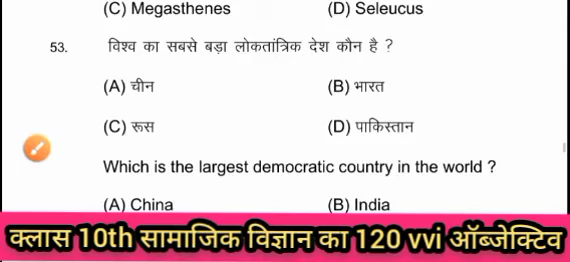 (C) Megasthenes (D) Seleucus
53. विश्व का सबसे बड़ा लोकतांत्रिक देश कौन है ?
(A) चीन (B) भारत
(C) रूस (D) पाकिस्तान
Which is the largest democratic country in the world ?
(A) China (B) India
क्लास 10th सामाजिक विज्ञान का 120 vvi ऑब्जेक्टिव